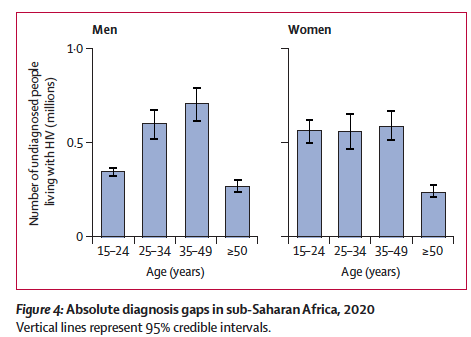 Men
Women
Number of undiagnosed people
living with HIV (millions)
1·0
0·5
0
15–24 25–34 35–49 ≥50
15–24 25–34 35–49 ≥50
Age (years)
Age (years)
Figure 4: Absolute diagnosis gaps in sub-Saharan Africa, 2020
Vertical lines represent 95% credible intervals.